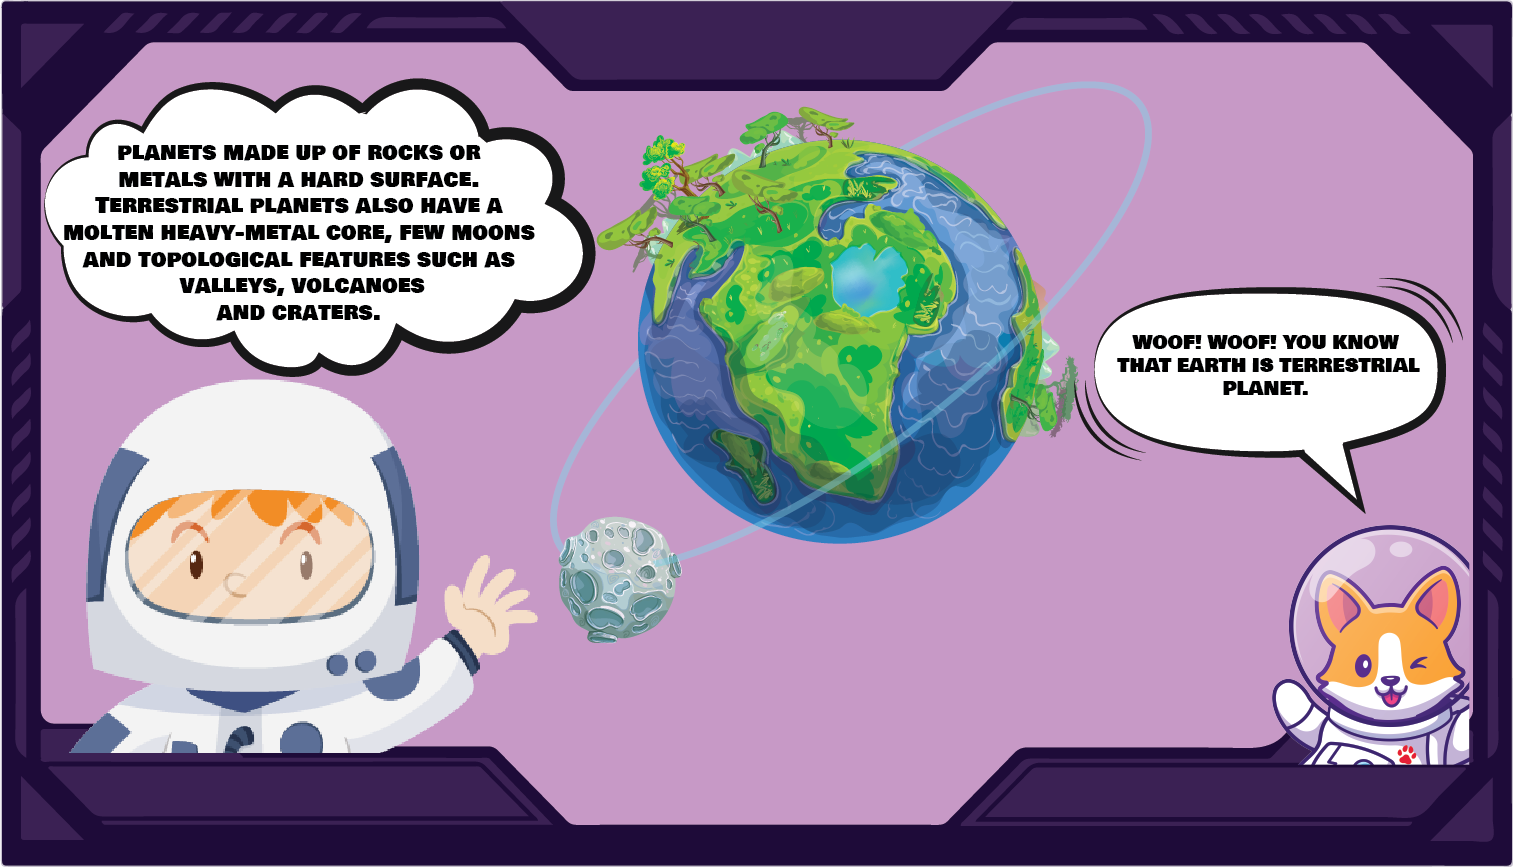 PLANETS MADE UP OF ROCKS OR
METALS WITH A HARD SURFACE.
TERRESTRIAL PLANETS ALSO HAVE A
MOLTEN HEAVY-METAL CORE, FEW MOONS
AND TOPOLOGICAL FEATURES SUCH AS
VALLEYS, VOLCANOES
AND CRATERS.
WOOF! WOOF! YOU KNOW
THAT EARTH IS TERRESTRIAL
PLANET.